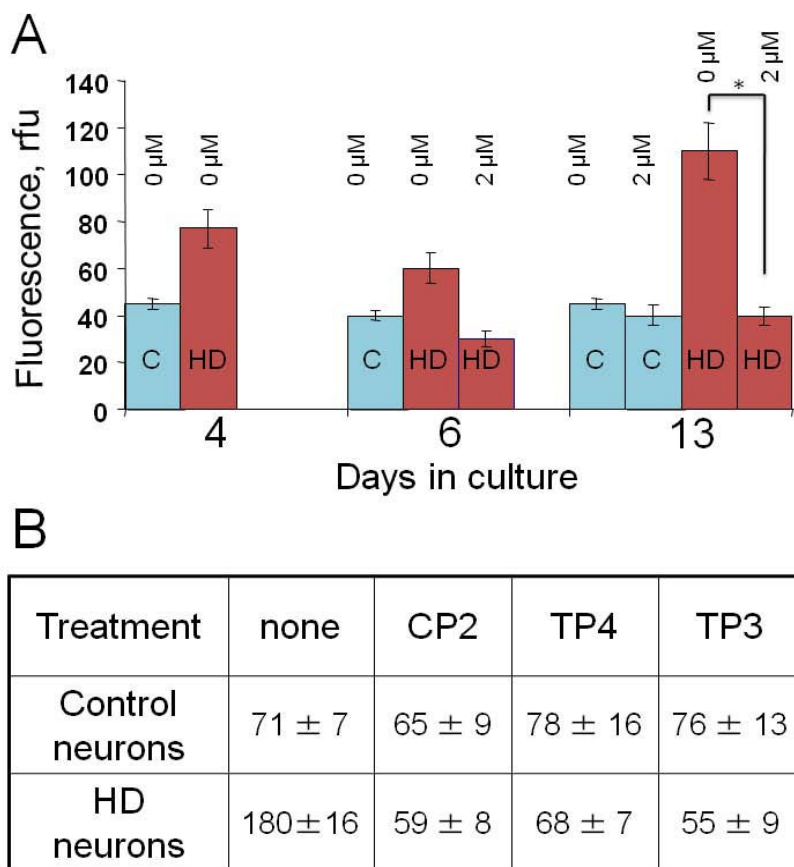 A
Fluorescence, rfu
140
120
100
80
60
40
20
0
0 µM
0 µM
0 µM
0 µM
2 µM
0 µM
2 µM
0 µM
2 µM
*
C
HD
C
HD
HD
C
C
HD
HD
4
6
13
Days in culture
B
Treatment none CP2 TP4 TP3
Control neurons 71 ± 7 65 ± 9 78 ± 16 76 ± 13
HD neurons 180±16 59 ± 8 68 ± 7 55 ± 9